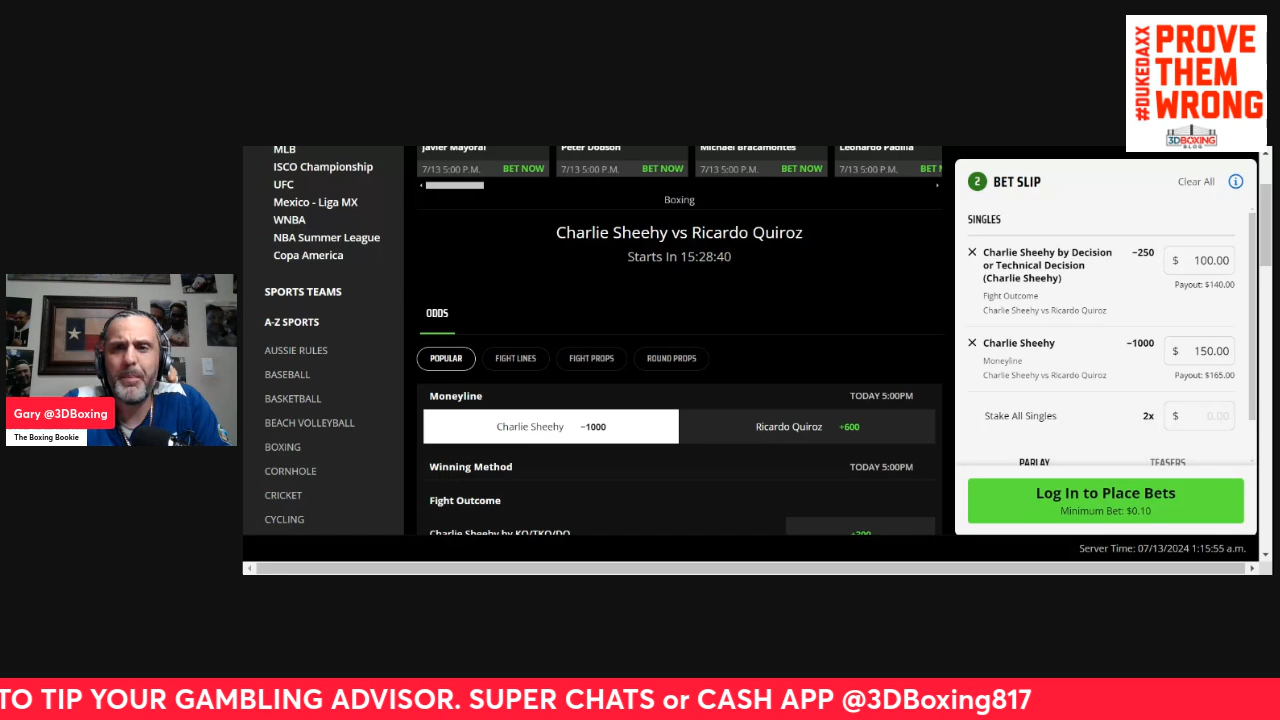 #DUKEDAXX
PROVE
THEM
WRONG
3DBOXING
BLOG
MLB
ISCO Championship
UFC
Mexico - Liga MX
WNBA
NBA Summer League
Copa America
SPORTS TEAMS
A-Z SPORTS
AUSSIE RULES
BASEBALL
BASKETBALL
BEACH VOLLEYBALL
BOXING
CORNHOLE
CRICKET
CYCLING
Javier Mayoral
7/13 5:00 P.M. BET NOW
Peter Dobson
7/13 5:00 P.M. BET NOW
Michael Bracamontes
7/13 5:00 P.M. BET NOW
Leonardo Padilla
7/13 5:00 P.M. BET N
Boxing
Charlie Sheehy vs Ricardo Quiroz
Starts In 15:28:40
ODDS
POPULAR FIGHT LINES FIGHT PROPS ROUND PROPS
Moneyline TODAY 5:00PM
Charlie Sheehy −1000 Ricardo Quiroz +600
Winning Method TODAY 5:00PM
Fight Outcome
Charlie Sheehy by KO/TKO/DQ
2 BET SLIP Clear All
SINGLES
Charlie Sheehy by Decision −250 $ 100.00
or Technical Decision
(Charlie Sheehy) Payout: $140.00
Fight Outcome
Charlie Sheehy vs Ricardo Quiroz
Charlie Sheehy −1000 $ 150.00
Moneyline
Charlie Sheehy vs Ricardo Quiroz Payout: $165.00
Stake All Singles 2x $ 0.00
PARLAY TEASERS
Log In to Place Bets
Minimum Bet: $0.10
Server Time: 07/13/2024 1:15:55 a.m.
Gary @3DBoxing
The Boxing Bookie
TO TIP YOUR GAMBLING ADVISOR. SUPER CHATS or CASH APP @3DBoxing817